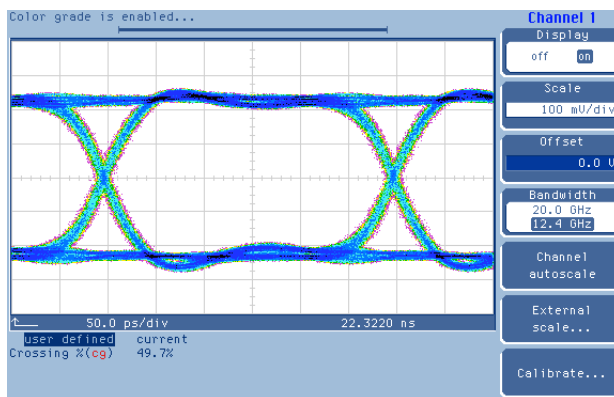 Color grade is enabled...
Channel 1
Display
off on
Scale
100 mV/div
Offset
0.0 V
Bandwidth
20.0 GHz
12.4 GHz
Channel
autoscale
External
scale...
Calibrate...
50.0 ps/div 22.3220 ns
user defined current
Crossing %(cg) 49.7%